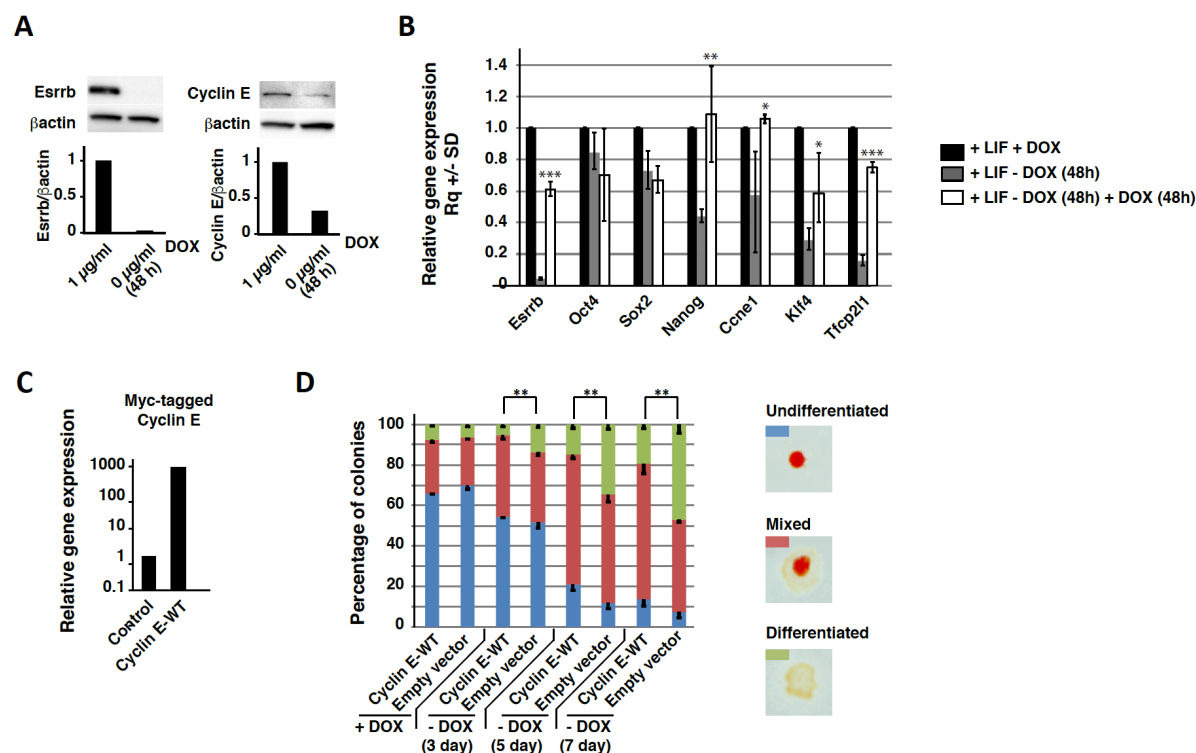 A
Esrrb
βactin
Esrrb/βactin
1
0.5
0
1 µg/ml
0 µg/ml
(48 h)
DOX
Cyclin E
βactin
Cyclin E/βactin
1
0.5
0
1 µg/ml
0 µg/ml
(48 h)
DOX
B
Relative gene expression
Rq +/- SD
1.4
1.2
1.0
0.8
0.6
0.4
0.2
0
***
**
*
*
***
Esrrb
Oct4
Sox2
Nanog
Ccne1
Klf4
Tfcp2l1
+ LIF + DOX
+ LIF - DOX (48h)
+ LIF - DOX (48h) + DOX (48h)
C
Myc-tagged
Cyclin E
Relative gene expression
1000
100
10
1
0.1
Control
Cyclin E-WT
D
Percentage of colonies
100
80
60
40
20
0
**
**
**
Cyclin E-WT
Empty vector
Cyclin E-WT
Empty vector
Cyclin E-WT
Empty vector
Cyclin E-WT
Empty vector
+ DOX
- DOX
(3 day)
- DOX
(5 day)
- DOX
(7 day)
Undifferentiated
Mixed
Differentiated